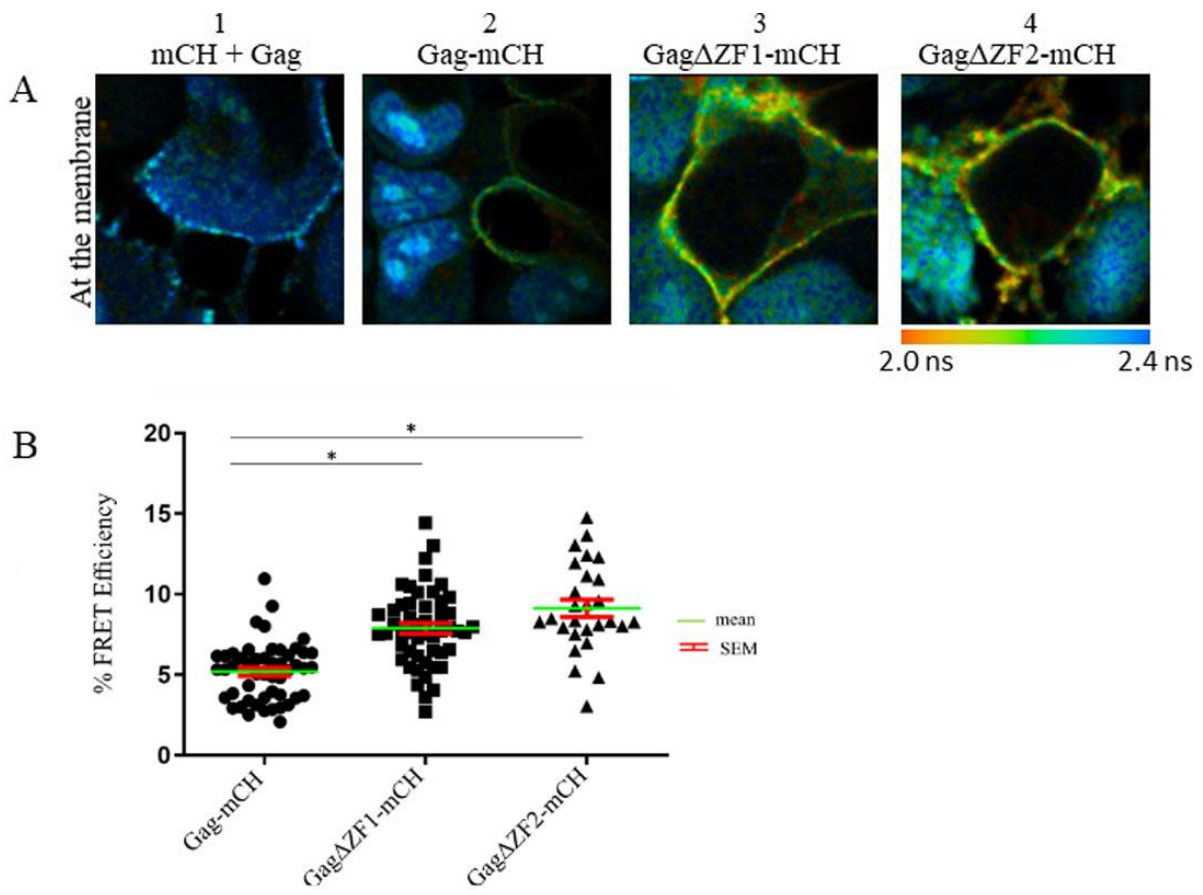 1
2
3
4
mCH + Gag
Gag-mCH
GagΔZF1-mCH
GagΔZF2-mCH
A
At the membrane
2.0 ns
2.4 ns
B
% FRET Efficiency
20
15
10
5
0
*
*
mean
SEM
Gag-mCH
GagΔZF1-mCH
GagΔZF2-mCH